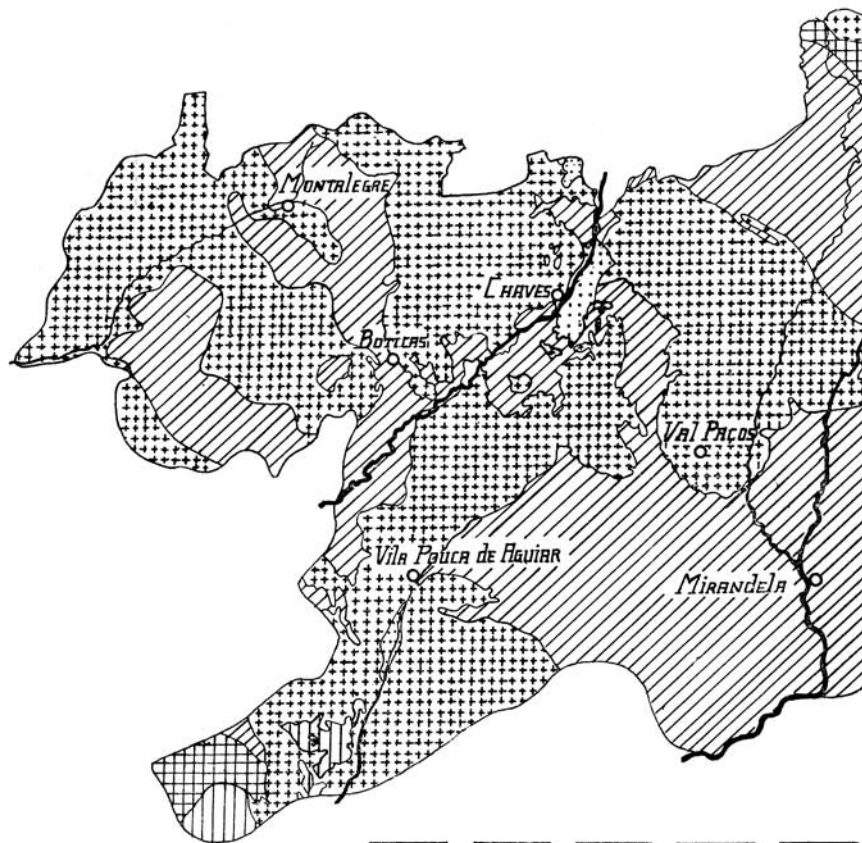 MONTALEGRE
CHAVES
BOTICAS
VAL PAÇOS
VILA POUCA DE AGUIAR
MIRANDELA